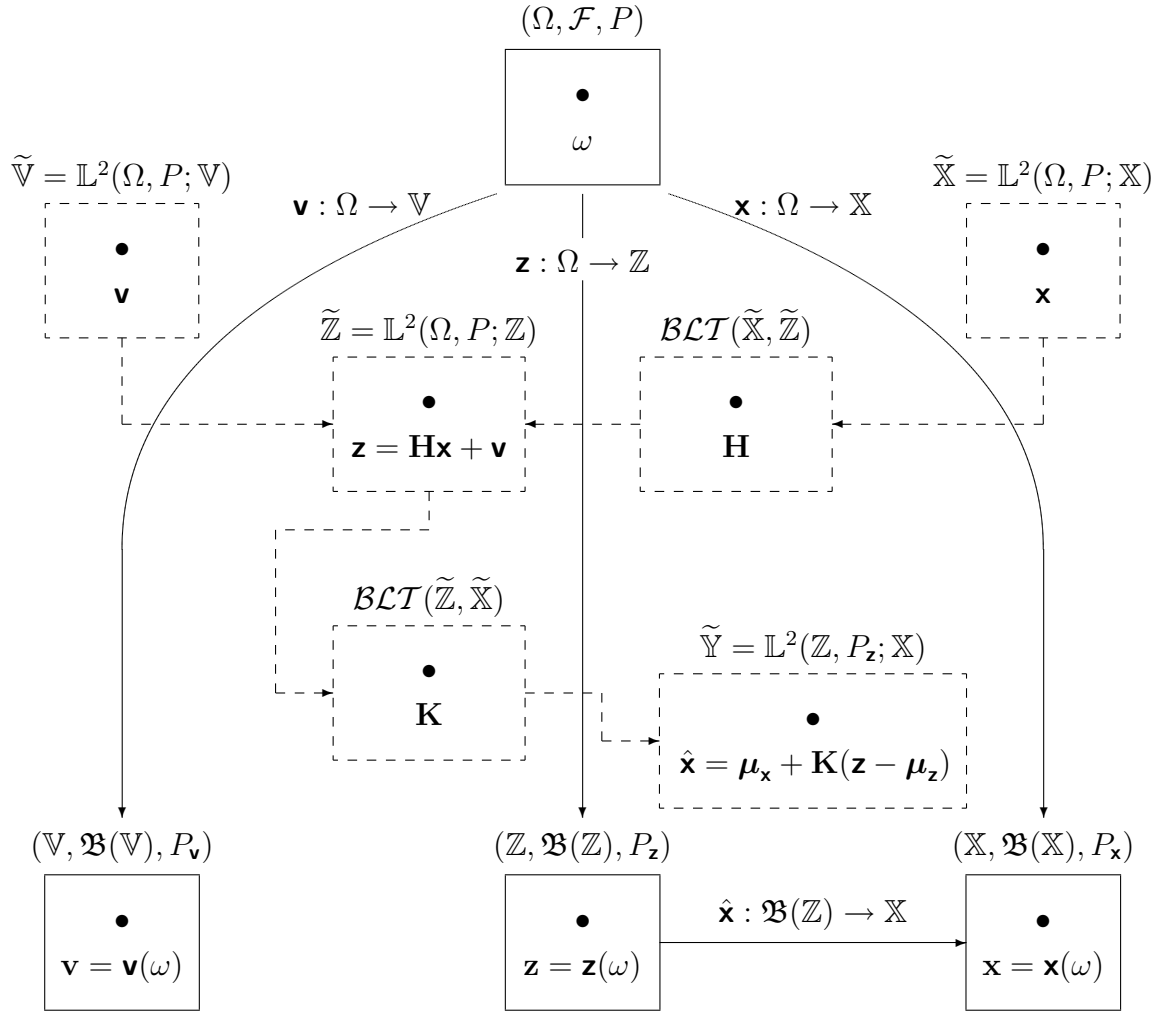 (Ω, ℱ, P)
•
ω
𝕍̃ = 𝕃²(Ω, P; 𝕍)
•
𝘃
𝕏̃ = 𝕃²(Ω, P; 𝕏)
•
𝘅
𝘃 : Ω → 𝕍
𝘅 : Ω → 𝕏
𝘇 : Ω → ℤ
ℤ̃ = 𝕃²(Ω, P; ℤ)
•
𝘇 = 𝐇𝘅 + 𝘃
ℬℒ𝒯(𝕏̃, ℤ̃)
•
𝐇
ℬℒ𝒯(ℤ̃, 𝕏̃)
•
𝐊
𝕐̃ = 𝕃²(ℤ, P_𝘇; 𝕏)
•
𝘅̂ = 𝝁_𝘅 + 𝐊(𝘇 − 𝝁_𝘇)
(𝕍, 𝕭(𝕍), P_𝘃)
•
𝐯 = 𝘃(ω)
(ℤ, 𝕭(ℤ), P_𝘇)
•
𝐳 = 𝘇(ω)
𝘅̂ : 𝕭(ℤ) → 𝕏
(𝕏, 𝕭(𝕏), P_𝘅)
•
𝐱 = 𝘅(ω)